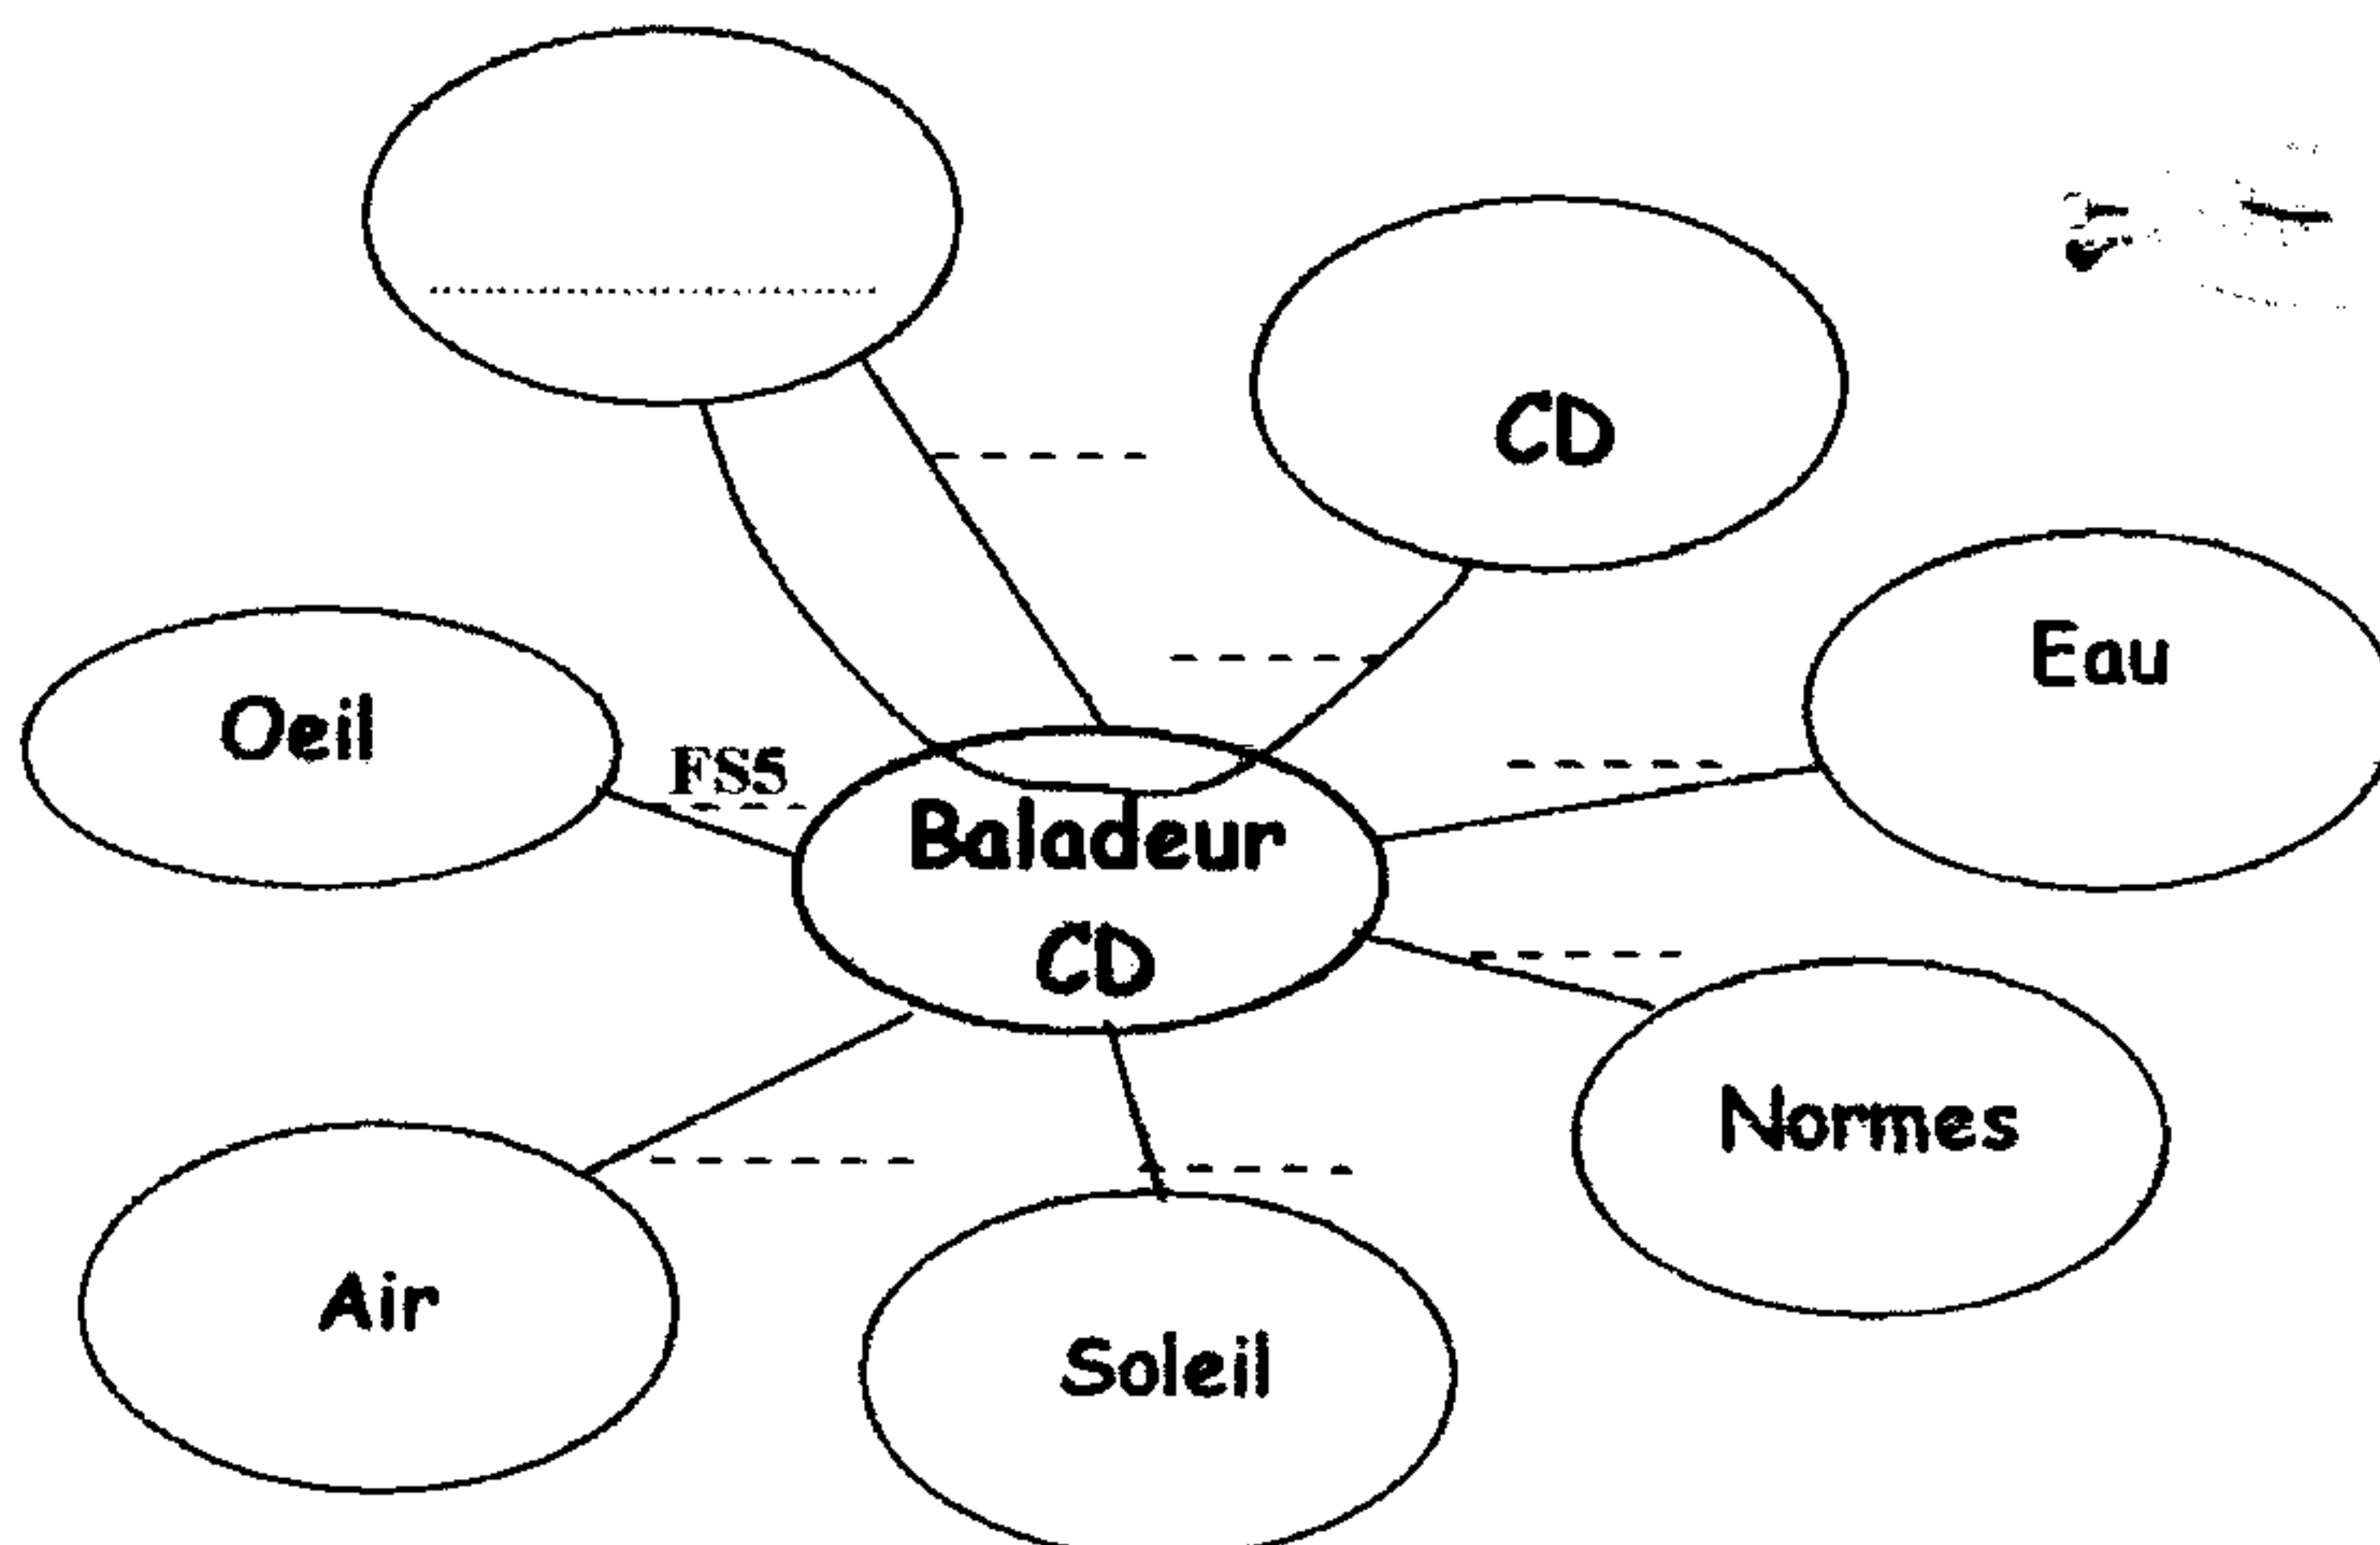 CD
Eau
Oeil
FS5
Baladeur
CD
Normes
Air
Soleil